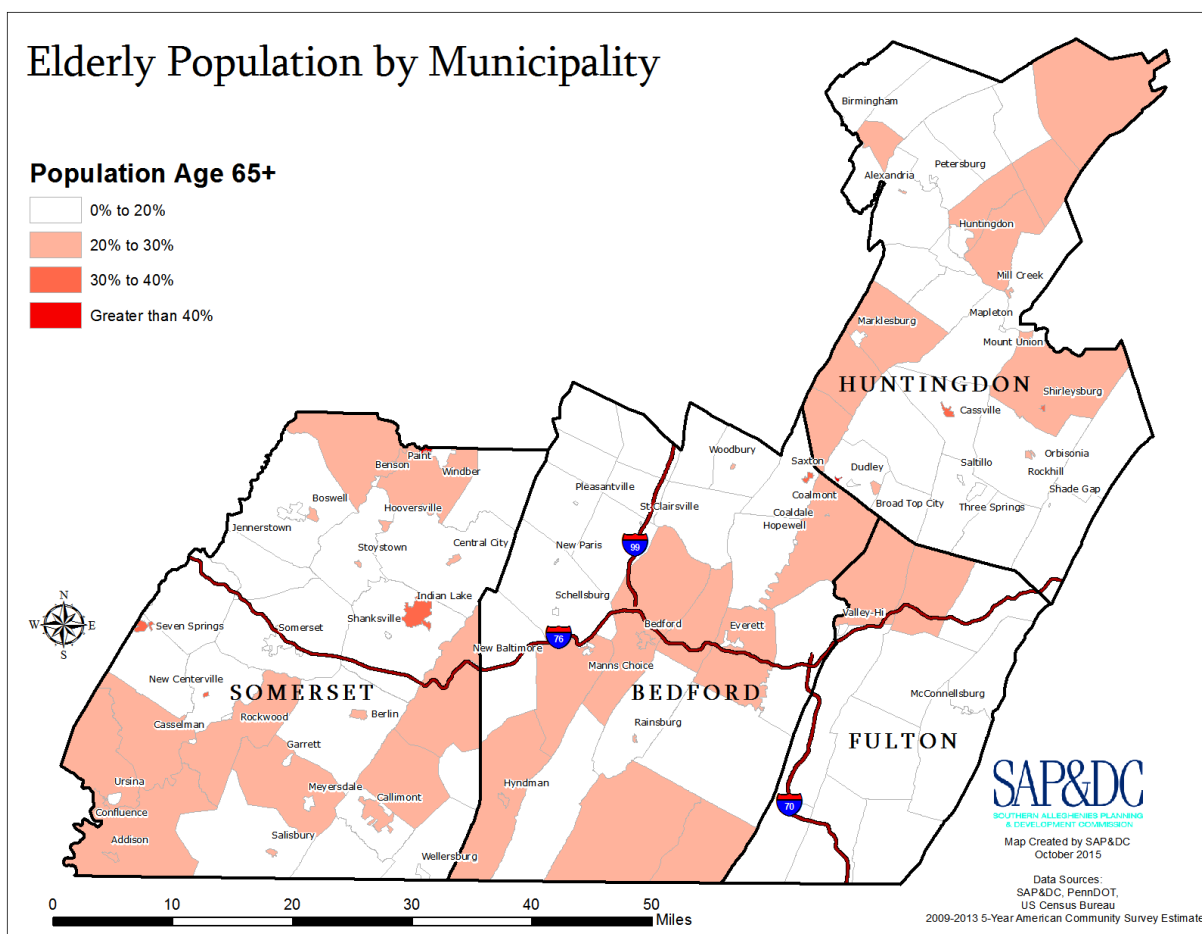 Elderly Population by Municipality
Population Age 65+
0% to 20%
20% to 30%
30% to 40%
Greater than 40%
Birmingham
Petersburg
Alexandria
Huntingdon
Mill Creek
Mapleton
Marklesburg
Mount Union
HUNTINGDON
Shirleysburg
Cassville
Orbisonia
Saltillo
Rockhill
Shade Gap
Three Springs
Broad Top City
Dudley
Saxton
Coalmont
Coaldale
Hopewell
Woodbury
Pleasantville
St Clairsville
99
New Paris
Schellsburg
Bedford
Everett
Valley-Hi
76
New Baltimore
Manns Choice
BEDFORD
Rainsburg
Hyndman
McConnellsburg
FULTON
70
Paint
Benson
Windber
Boswell
Hooversville
Jennerstown
Stoystown
Central City
Indian Lake
Shanksville
N
W E
S
Seven Springs
Somerset
New Centerville
SOMERSET
Casselman
Rockwood
Berlin
Garrett
Ursina
Meyersdale
Callimont
Confluence
Addison
Salisbury
Wellersburg
SAP&DC
SOUTHERN ALLEGHENIES PLANNING
& DEVELOPMENT COMMISSION
Map Created by SAP&DC
October 2015
Data Sources:
SAP&DC, PennDOT,
US Census Bureau
2009-2013 5-Year American Community Survey Estimate
0 10 20 30 40 50
Miles